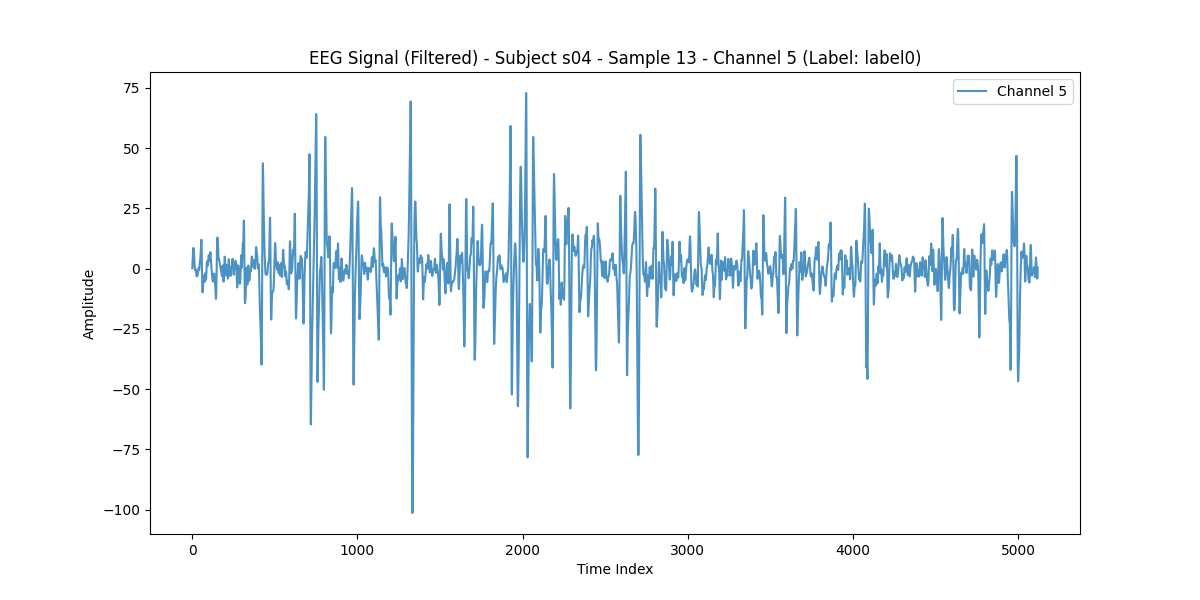 EEG Signal (Filtered) - Subject s04 - Sample 13 - Channel 5 (Label: label0)
Channel 5
75
50
25
0
−25
−50
−75
−100
Amplitude
0 1000 2000 3000 4000 5000
Time Index